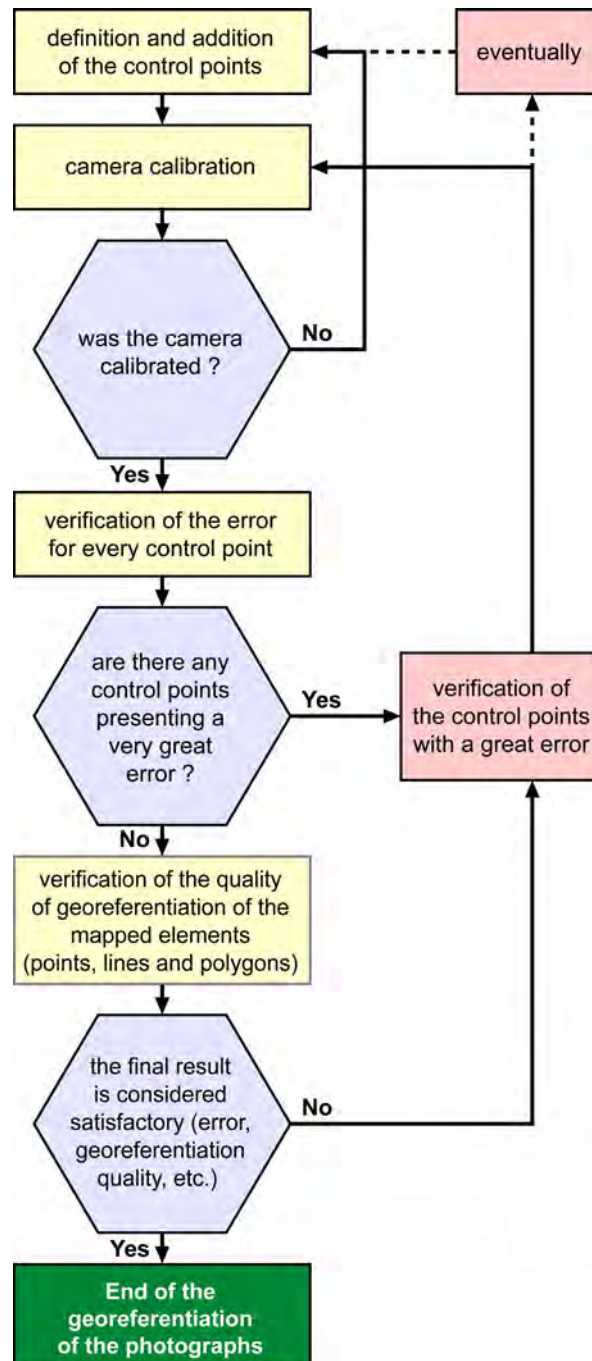 definition and addition
of the control points
eventually
camera calibration
was the camera
calibrated ?
No
Yes
verification of the error
for every control point
are there any
control points
presenting a
very great
error ?
Yes
verification of
the control points
with a great error
No
verification of the quality
of georeferentiation of the
mapped elements
(points, lines and polygons)
the final result
is considered
satisfactory (error,
georeferentiation
quality, etc.)
No
Yes
End of the
georeferentiation
of the photographs